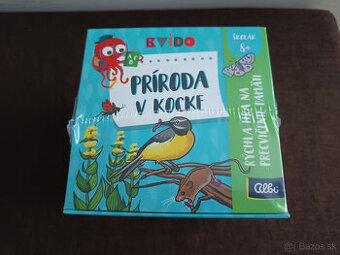 KVÍDO
ŠKOLÁK
8+
PRÍRODA
V KOCKE
RÝCHLA HRA NA
PRECVIČENIE PAMÄTI
Albi
bazos.sk